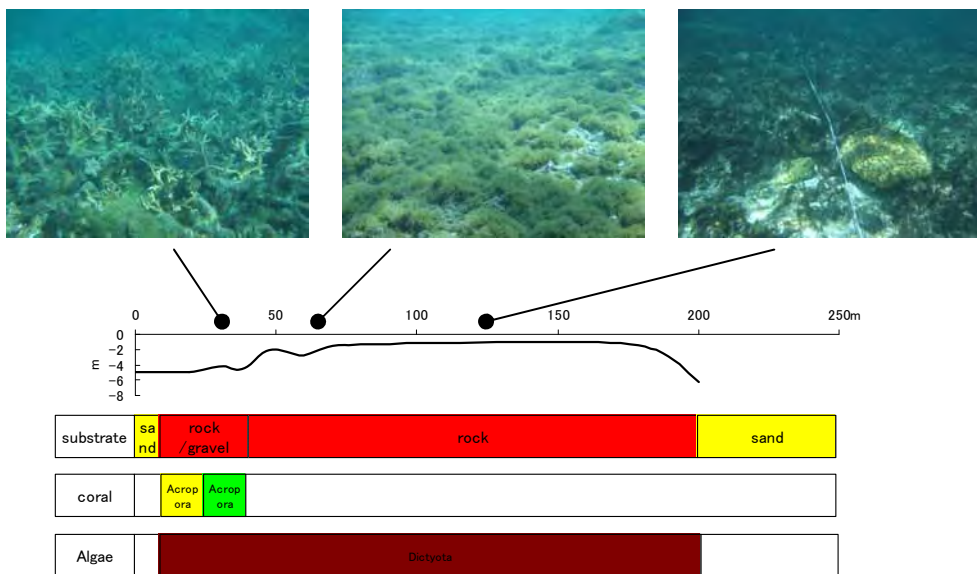 0 50 100 150 200 250m
0
-2
m
-4
-6
-8
substrate
sa
nd
rock
/gravel
rock
sand
coral
Acrop
ora
Acrop
ora
Algae
Dictyota